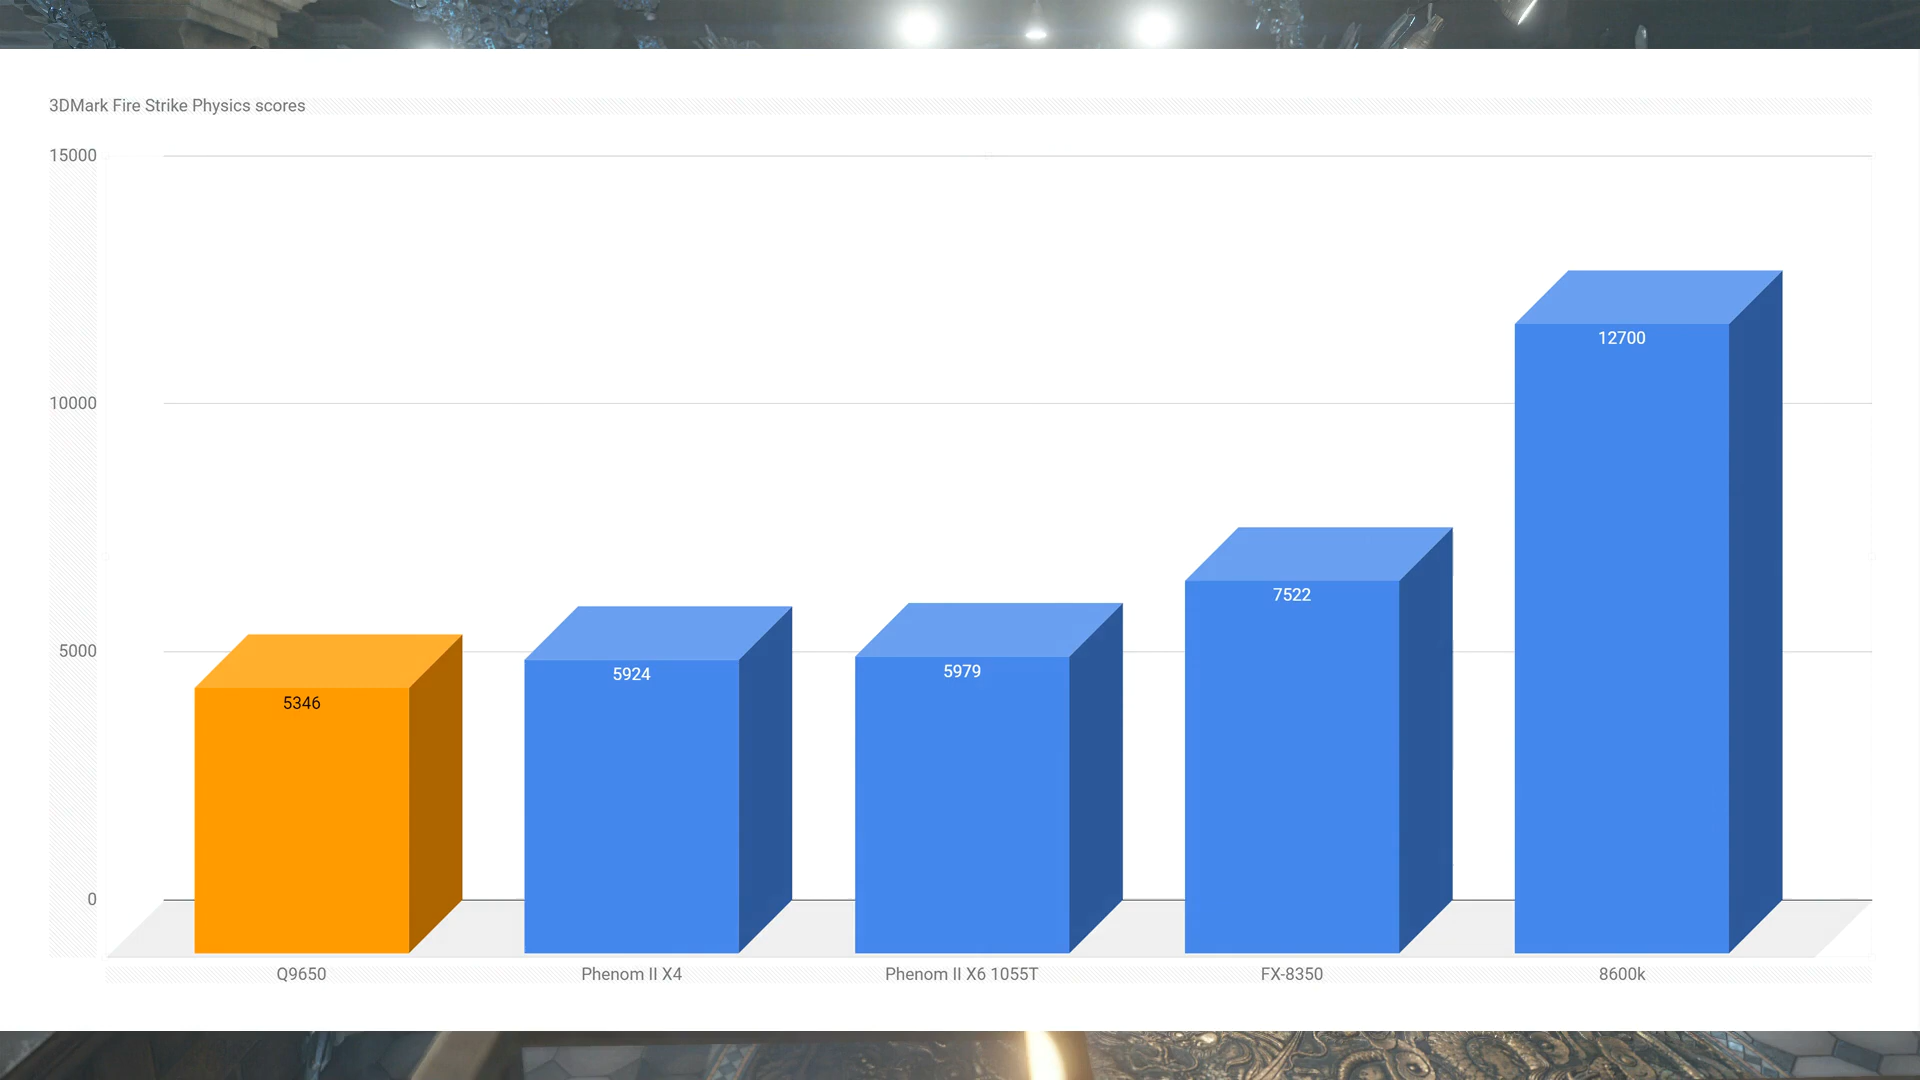 3DMark Fire Strike Physics scores
15000
10000
5000
0
5346
5924
5979
7522
12700
Q9650
Phenom II X4
Phenom II X6 1055T
FX-8350
8600k